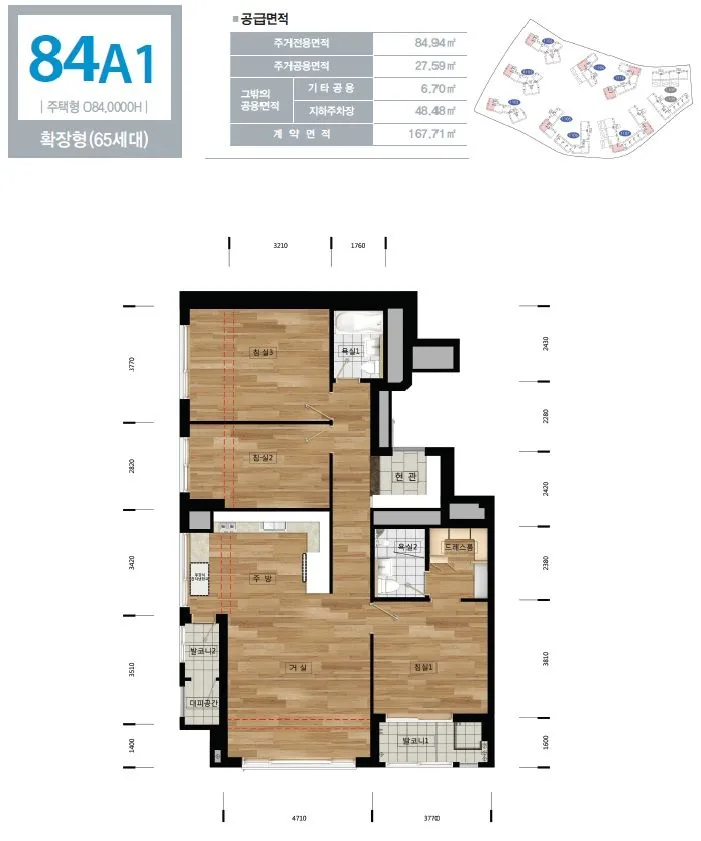 84A1
| 주택형 O84.0000H |
확장형(65세대)
공급면적
주거전용면적 84.94㎡
주거공용면적 27.59㎡
그밖의 공용면적
기타공용 6.70㎡
지하주차장 48.48㎡
계약면적 167.71㎡
3210 1760
침실3
욕실1
3770
2430
2280
침실2
현관
2820
2420
욕실2
드레스룸
주방
3420
2380
거실
침실1
발코니2
대피공간
3510
3810
발코니1
1400
1600
4710 3770